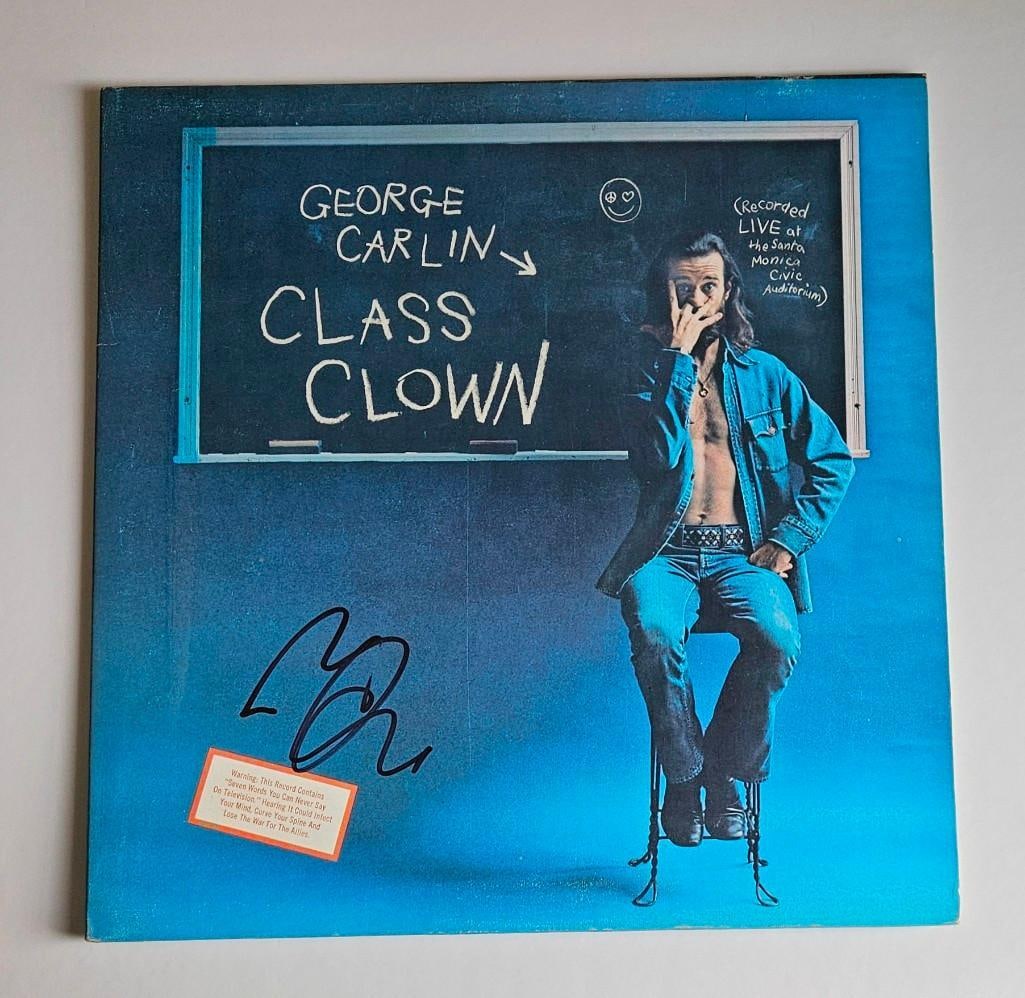 GEORGE
CARLIN
CLASS
CLOWN
(Recorded
LIVE at
the Santa
Monica
Civic
Auditorium)
Warning: This Record Contains
"Seven Words You Can Never Say
On Television." Hearing It Could Infect
Your Mind, Curve Your Spine And
Lose The War For The Allies.